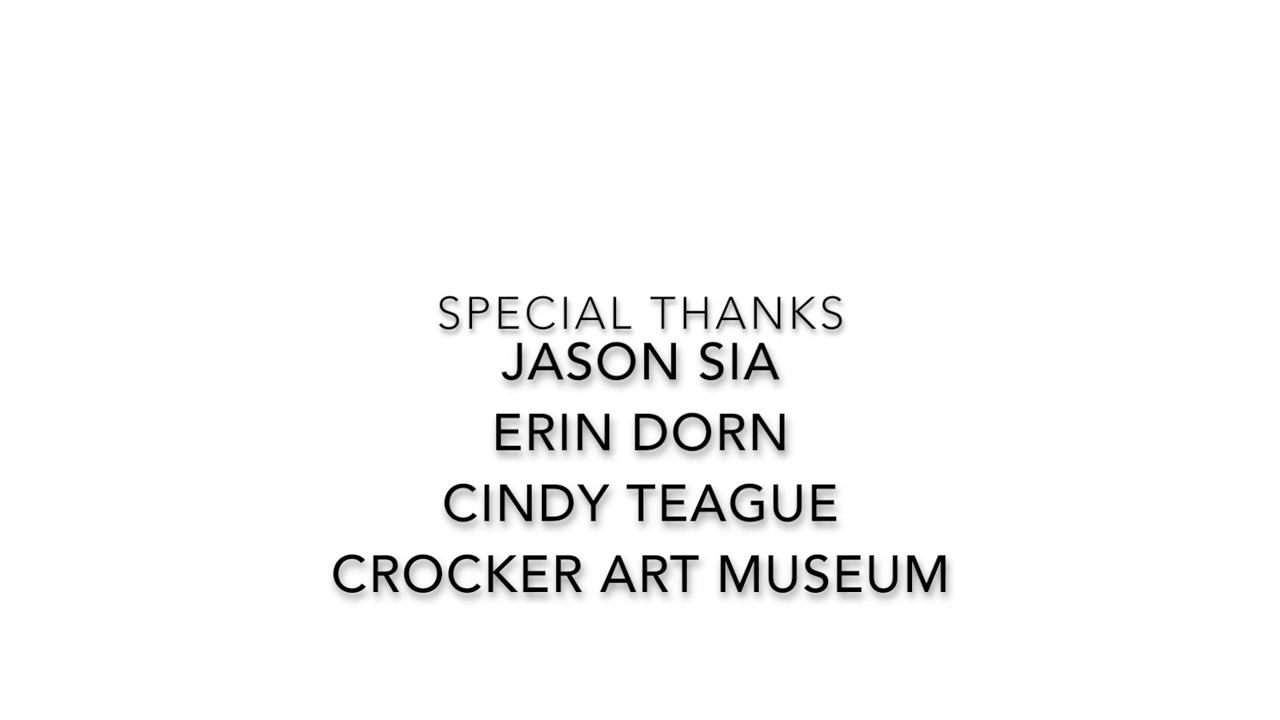 SPECIAL THANKS
JASON SIA
ERIN DORN
CINDY TEAGUE
CROCKER ART MUSEUM